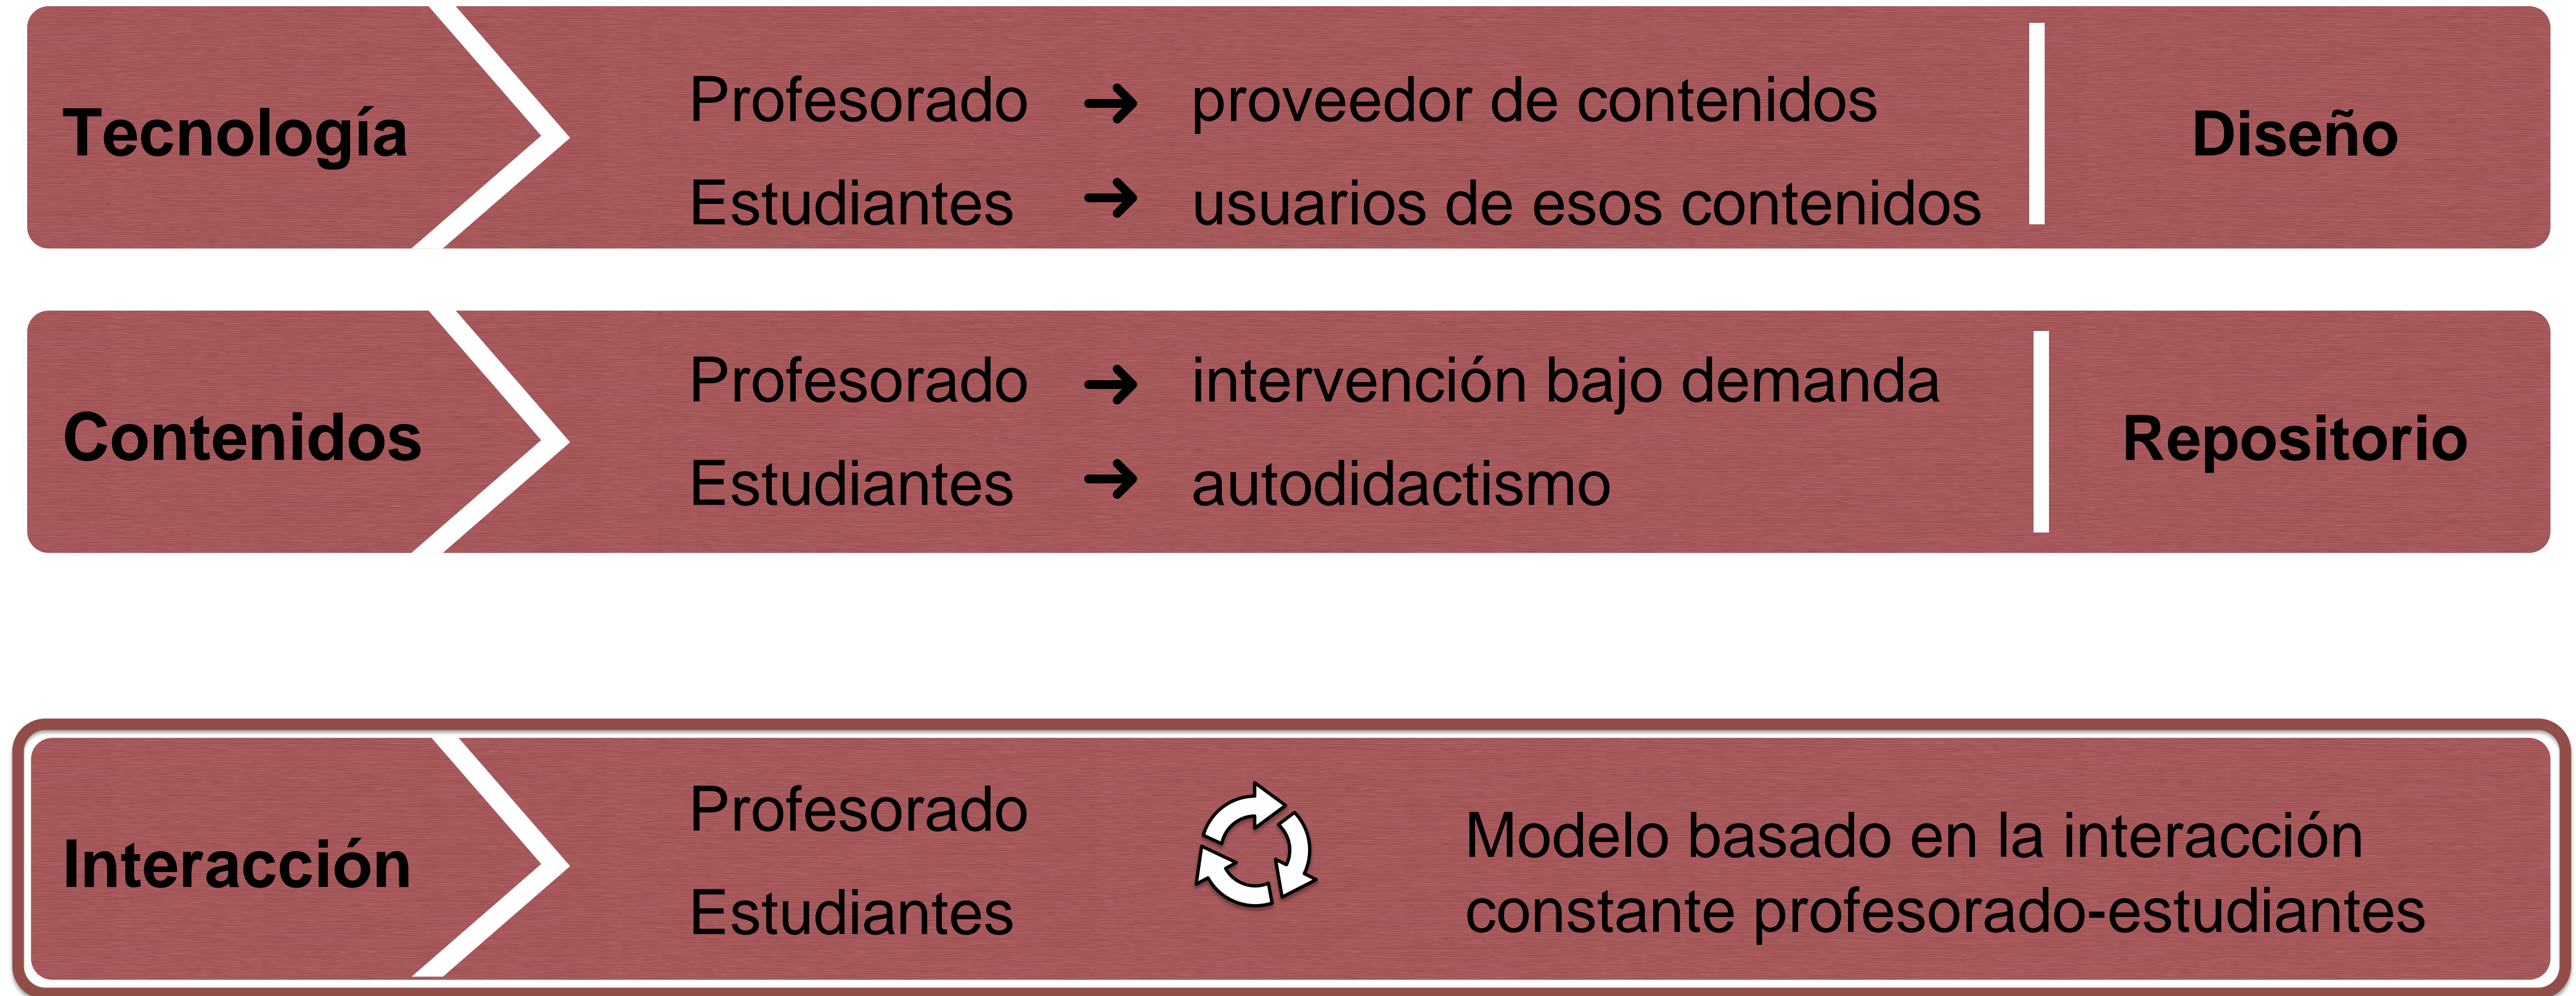 Tecnología
Profesorado → proveedor de contenidos
Estudiantes → usuarios de esos contenidos
Diseño
Contenidos
Profesorado → intervención bajo demanda
Estudiantes → autodidactismo
Repositorio
Interacción
Profesorado
Estudiantes
Modelo basado en la interacción
constante profesorado-estudiantes